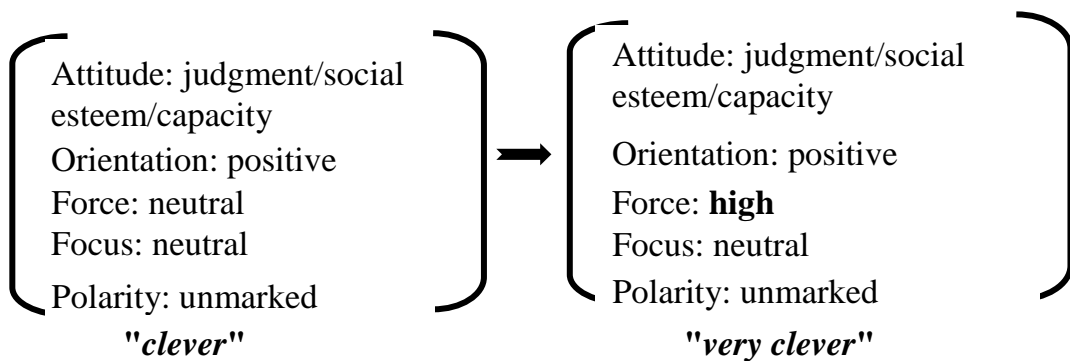 Attitude: judgment/social
esteem/capacity
Orientation: positive
Force: neutral
Focus: neutral
Polarity: unmarked
"clever"
Attitude: judgment/social
esteem/capacity
Orientation: positive
Force: high
Focus: neutral
Polarity: unmarked
"very clever"